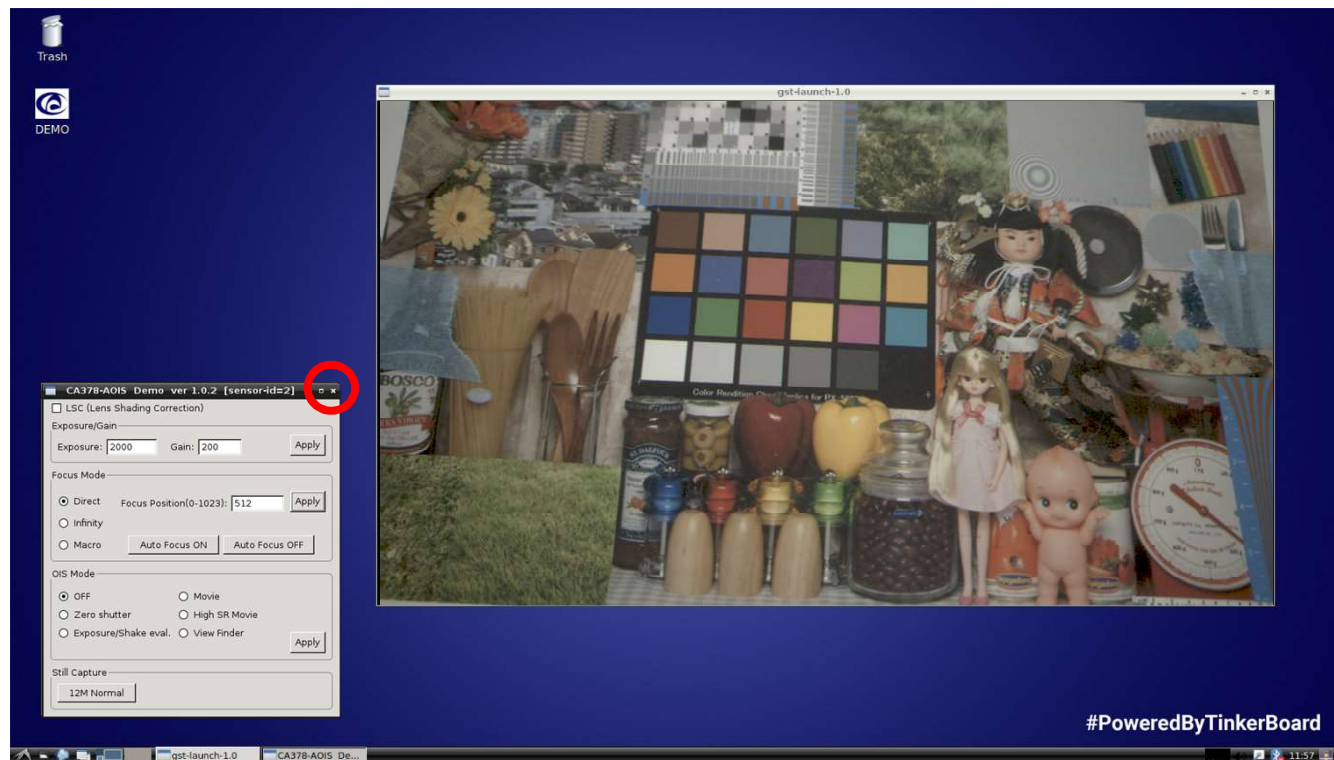 Trash
DEMO
gst-launch-1.0
BOSCO
Color Rendition Chart
ST. DALFOUR
CA378-AOIS Demo ver 1.0.2 [sensor-id=2]
LSC (Lens Shading Correction)
Exposure/Gain
Exposure: 2000 Gain: 200 Apply
Focus Mode
Direct Focus Position(0-1023): 512 Apply
Infinity
Macro Auto Focus ON Auto Focus OFF
OIS Mode
OFF Movie
Zero shutter High SR Movie
Exposure/Shake eval. View Finder
Apply
Still Capture
12M Normal
#PoweredByTinkerBoard
gst-launch-1.0 CA378-AOIS De... 11:57